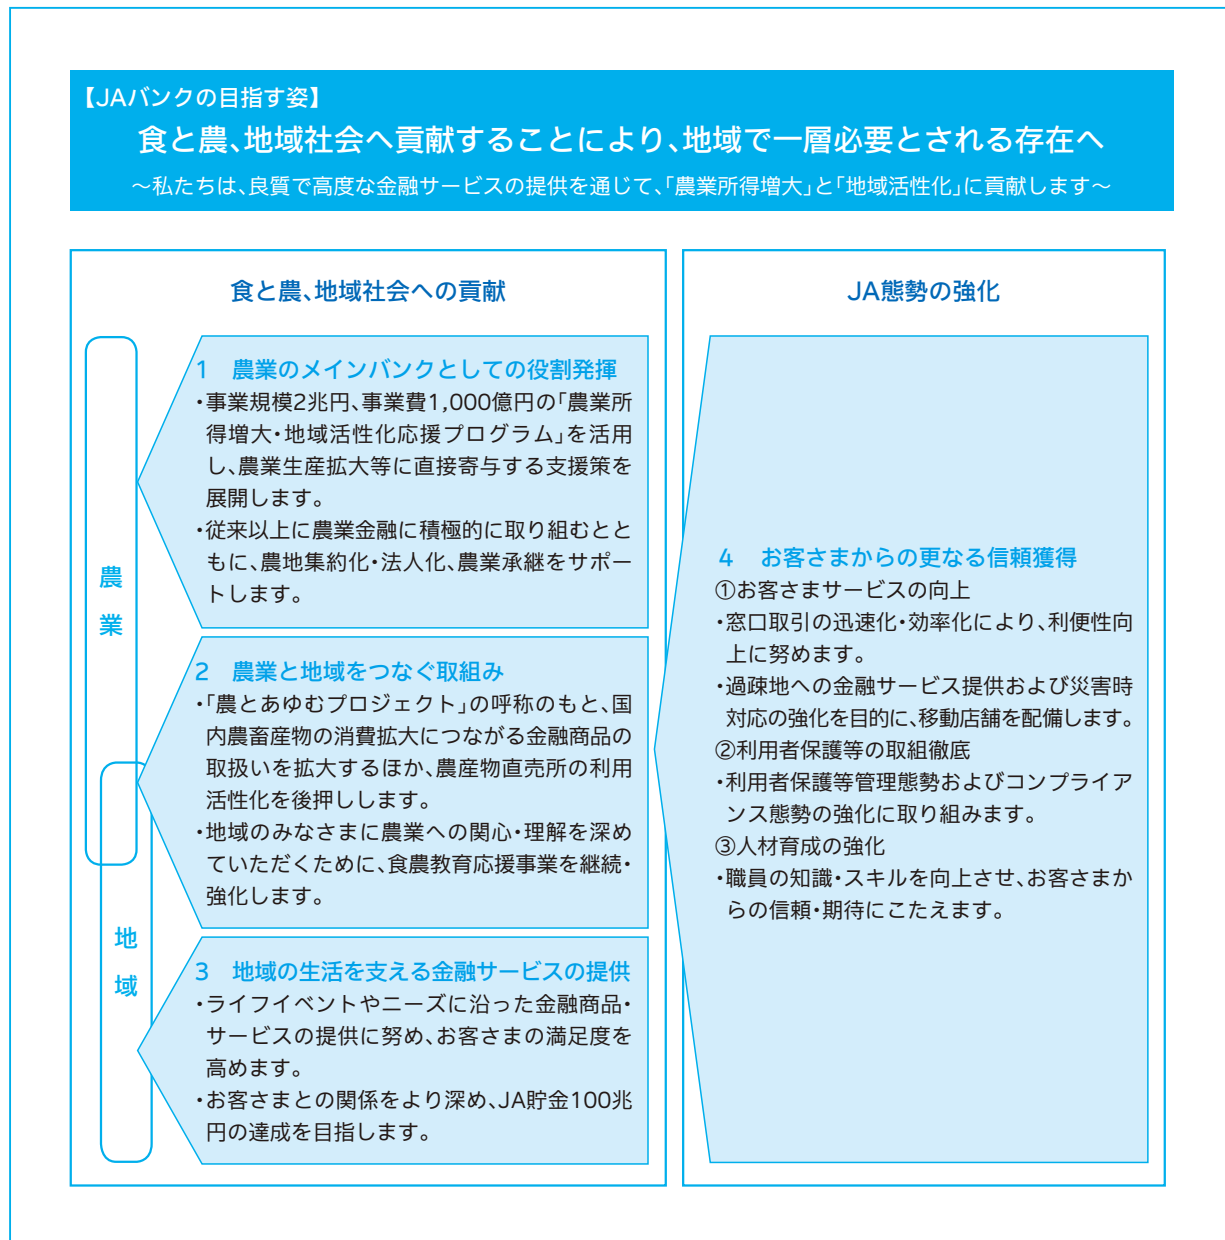 【JAバンクの目指す姿】
食と農、地域社会へ貢献することにより、地域で一層必要とされる存在へ
～私たちは、良質で高度な金融サービスの提供を通じて、「農業所得増大」と「地域活性化」に貢献します～
食と農、地域社会への貢献
農業
地域
1　農業のメインバンクとしての役割発揮
・事業規模2兆円、事業費1,000億円の「農業所
得増大・地域活性化応援プログラム」を活用
し、農業生産拡大等に直接寄与する支援策を
展開します。
・従来以上に農業金融に積極的に取り組むとと
もに、農地集約化・法人化、農業承継をサポー
トします。
2　農業と地域をつなぐ取組み
・「農とあゆむプロジェクト」の呼称のもと、国
内農畜産物の消費拡大につながる金融商品の
取扱いを拡大するほか、農産物直売所の利用
活性化を後押しします。
・地域のみなさまに農業への関心・理解を深め
ていただくために、食農教育応援事業を継続・
強化します。
3　地域の生活を支える金融サービスの提供
・ライフイベントやニーズに沿った金融商品・
サービスの提供に努め、お客さまの満足度を
高めます。
・お客さまとの関係をより深め、JA貯金100兆
円の達成を目指します。
JA態勢の強化
4　お客さまからの更なる信頼獲得
①お客さまサービスの向上
・窓口取引の迅速化・効率化により、利便性向
上に努めます。
・過疎地への金融サービス提供および災害時
対応の強化を目的に、移動店舗を配備します。
②利用者保護等の取組徹底
・利用者保護等管理態勢およびコンプライア
ンス態勢の強化に取り組みます。
③人材育成の強化
・職員の知識・スキルを向上させ、お客さまか
らの信頼・期待にこたえます。